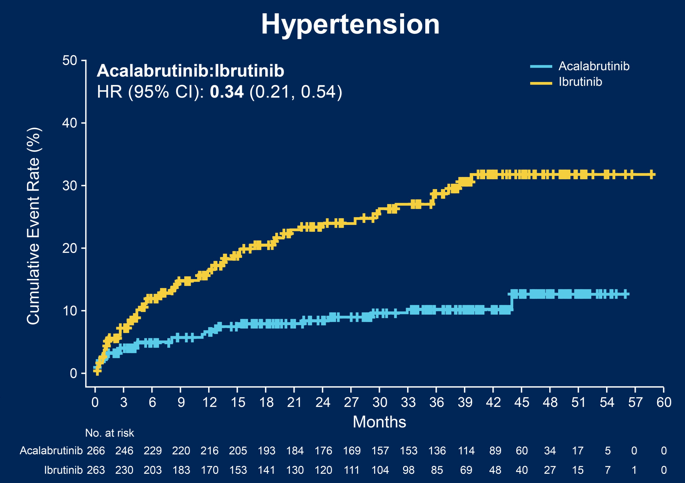 Hypertension
Acalabrutinib:Ibrutinib
HR (95% CI): 0.34 (0.21, 0.54)
Acalabrutinib
Ibrutinib
Cumulative Event Rate (%)
50
40
30
20
10
0
0 3 6 9 12 15 18 21 24 27 30 33 36 39 42 45 48 51 54 57 60
Months
No. at risk
Acalabrutinib 266 246 229 220 216 205 193 184 176 169 157 153 136 114 89 60 34 17 5 0 0
Ibrutinib 263 230 203 183 170 153 141 130 120 111 104 98 85 69 48 40 27 15 7 1 0